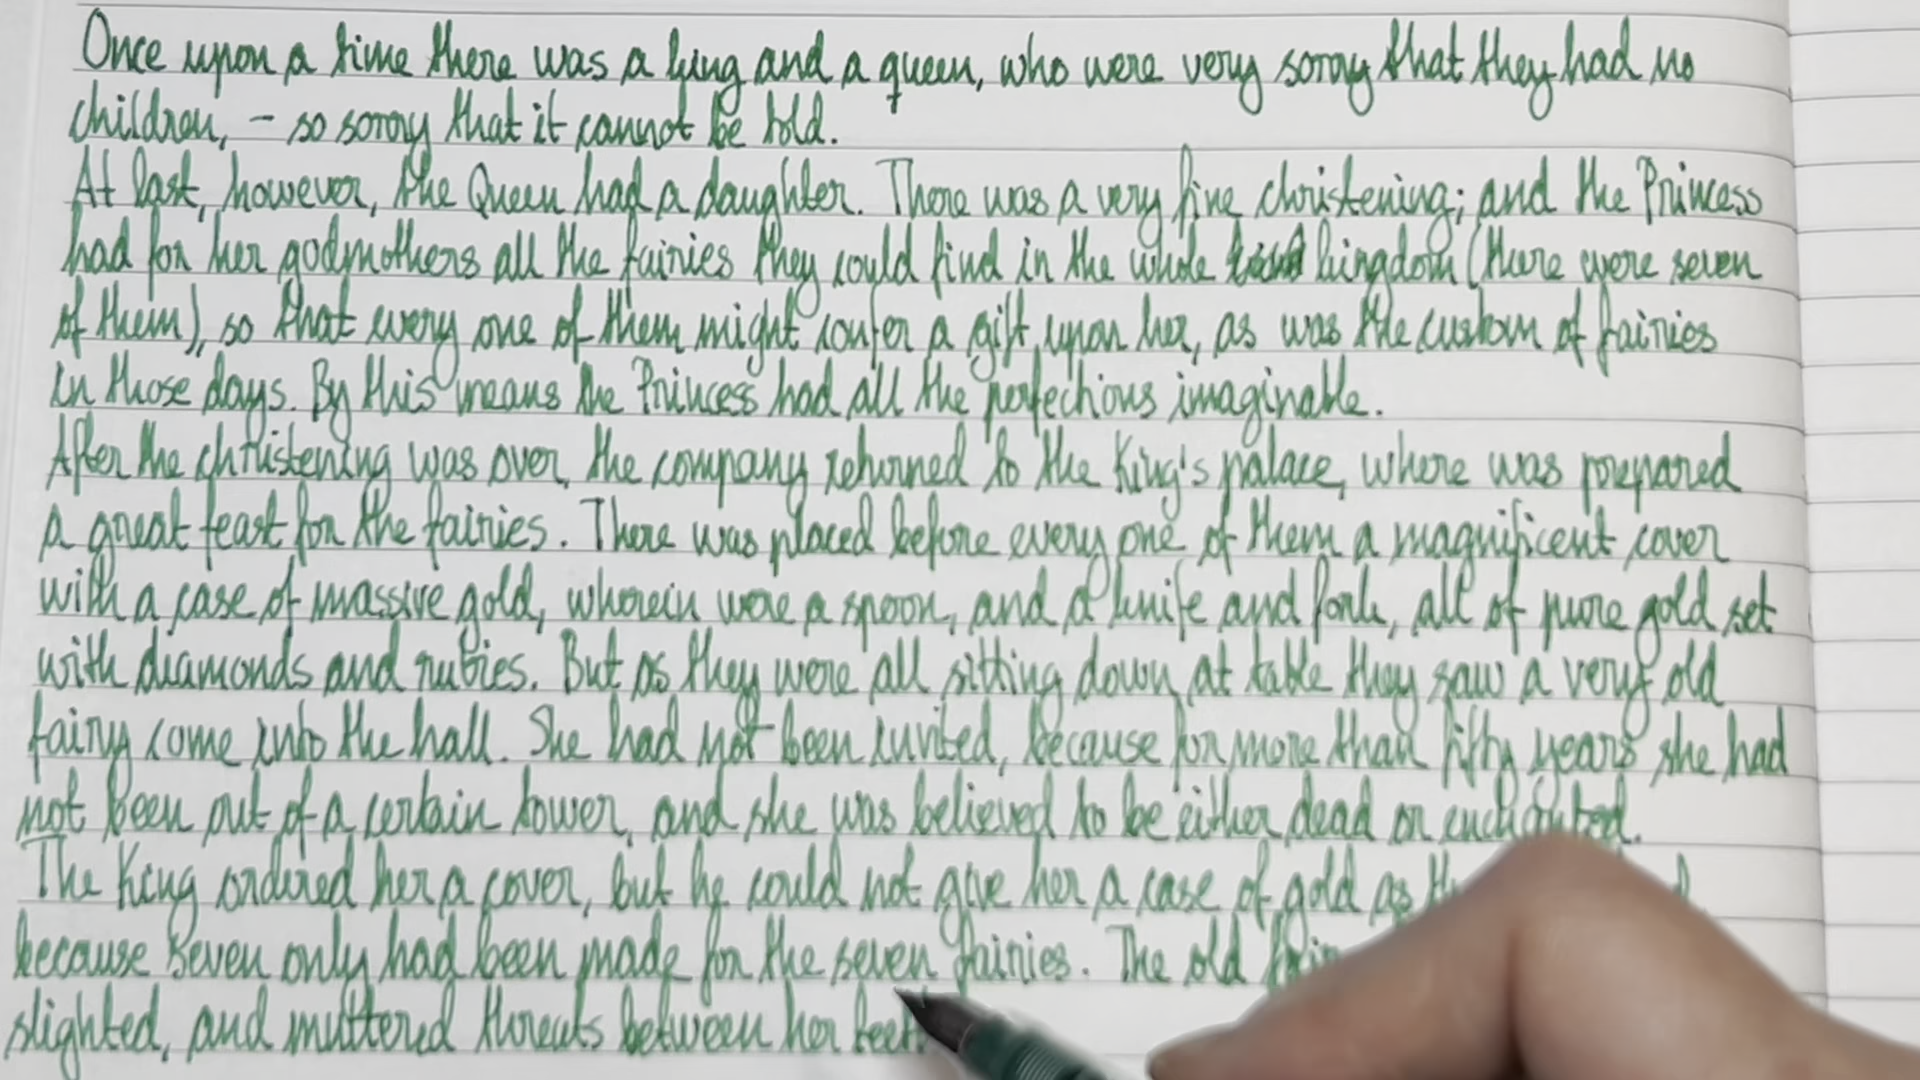 Once upon a time there was a king and a queen, who were very sorry that they had no
children, – so sorry that it cannot be told.
At last, however, the Queen had a daughter. There was a very fine christening; and the Princess
had for her godmothers all the fairies they could find in the whole kingdom (there were seven
of them), so that every one of them might confer a gift upon her, as was the custom of fairies
in those days. By this means the Princess had all the perfections imaginable.
After the christening was over, the company returned to the King's palace, where was prepared
a great feast for the fairies. There was placed before every one of them a magnificent cover
with a case of massive gold, wherein were a spoon, and a knife and fork, all of pure gold set
with diamonds and rubies. But as they were all sitting down at table they saw a very old
fairy come into the hall. She had not been invited, because for more than fifty years she had
not been out of a certain tower, and she was believed to be either dead or enchanted.
The King ordered her a cover, but he could not give her a case of gold as
because seven only had been made for the seven fairies. The old
slighted, and muttered threats between her